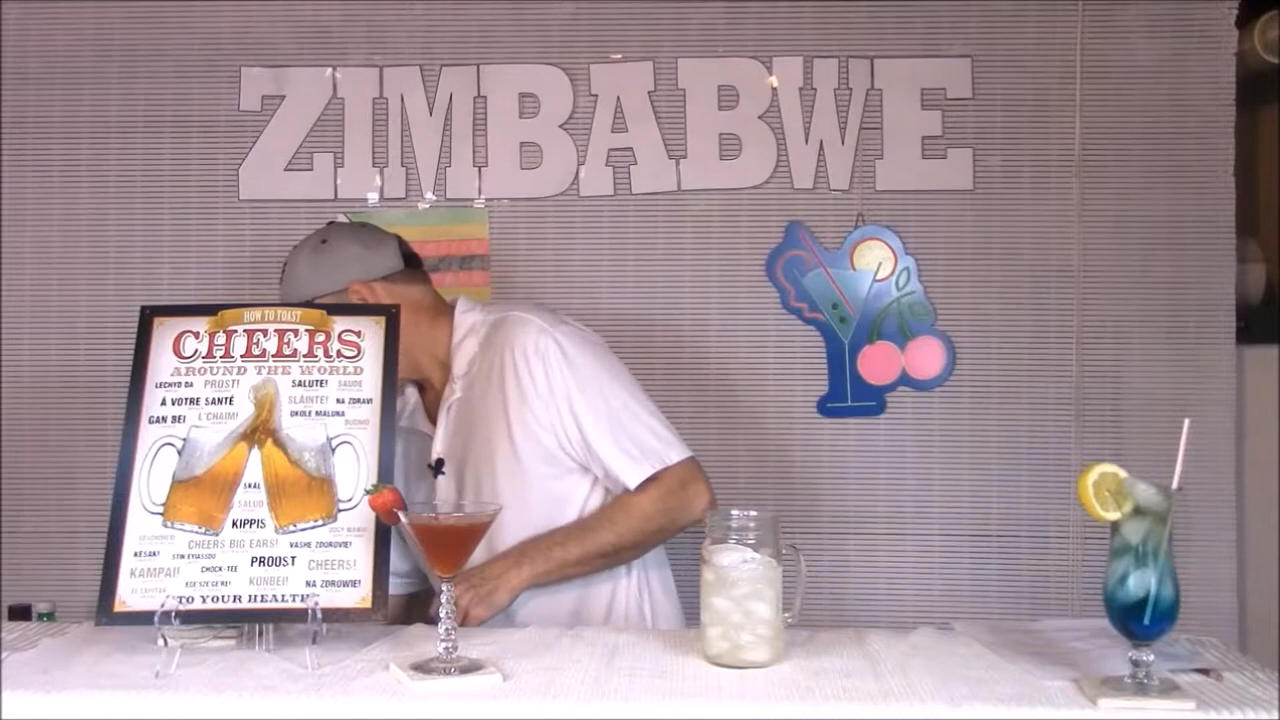 ZIMBABWE
HOW TO TOAST
CHEERS
AROUND THE WORLD
LECHYD DA PROST! SALUTE! SAUDE
À VOTRE SANTÉ SLÁINTE! NA ZDRAVI
GAN BEI L'CHAIM! OKOLE MALUNA
BUDMO
SKÅL
SALUD
KIPPIS
CHEERS BIG EARS! VASHE ZDOROVIE!
KESAK! STIN EYIASSOU PROOST CHEERS!
KAMPAI! CHOCK-TEE
EGESZEGERE! KONBEI! NA ZDROWIE!
TO YOUR HEALTH